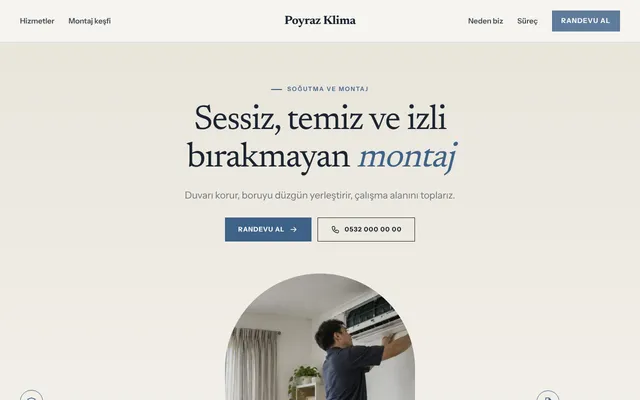 Hizmetler
Montaj keşfi
Poyraz Klima
Neden biz
Süreç
RANDEVU AL
SOĞUTMA VE MONTAJ
Sessiz, temiz ve izli
bırakmayan montaj
Duvarı korur, boruyu düzgün yerleştirir, çalışma alanını toplarız.
RANDEVU AL
0532 000 00 00